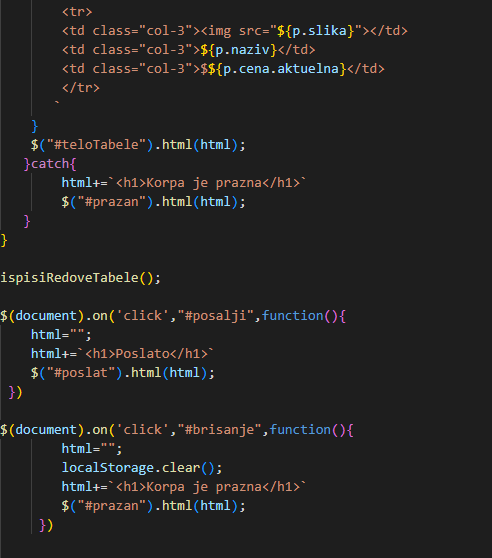 <tr>
<td class="col-3"><img src="${p.slika}"></td>
<td class="col-3">${p.naziv}</td>
<td class="col-3">$${p.cena.aktuelna}</td>
</tr>
`
}
$("#teloTabele").html(html);
}catch{
html+=`<h1>Korpa je prazna</h1>`
$("#prazan").html(html);
}
}
ispisiRedoveTabele();
$(document).on('click',"#posalji",function(){
html="";
html+=`<h1>Poslato</h1>`
$("#poslat").html(html);
})
$(document).on('click',"#brisanje",function(){
html="";
localStorage.clear();
html+=`<h1>Korpa je prazna</h1>`
$("#prazan").html(html);
})